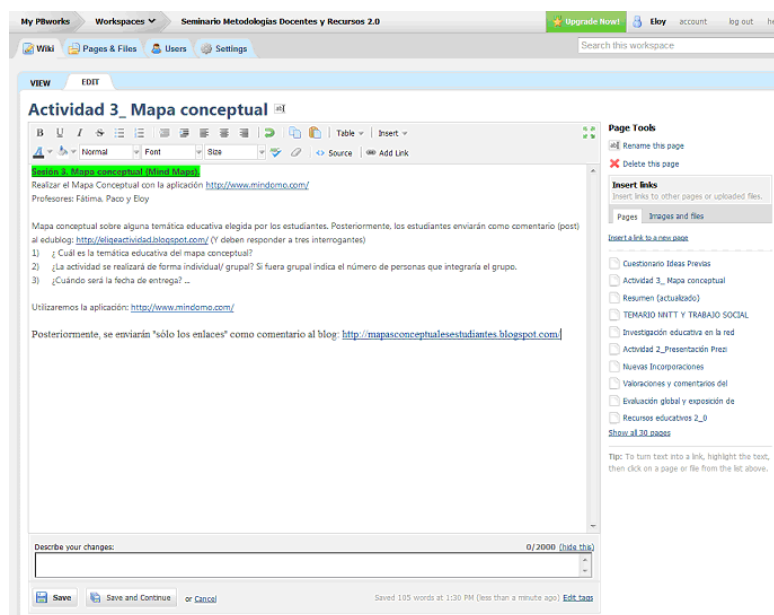 My PBworks Workspaces Seminario Metodologías Docentes y Recursos 2.0 Upgrade Now! Eloy account log out
Wiki Pages & Files Users Settings Search this workspace
VIEW EDIT
Actividad 3_ Mapa conceptual
B U I S Table Insert
A Normal Font Size Source Add Link
Sesión 3. Mapa conceptual (Mind Maps).
Realizar el Mapa Conceptual con la aplicación http://www.mindomo.com/
Profesores: Fátima. Paco y Eloy
Mapa conceptual sobre alguna temática educativa elegida por los estudiantes. Posteriormente, los estudiantes enviarán como comentario (post)
al edublog: http://eligeactividad.blogspot.com/ (Y deben responder a tres interrogantes)
1) ¿ Cuál es la temática educativa del mapa conceptual?
2) ¿La actividad se realizará de forma individual/ grupal? Si fuera grupal indica el número de personas que integraría el grupo.
3) ¿Cuándo será la fecha de entrega? ...
Utilizaremos la aplicación: http://www.mindomo.com/
Posteriormente, se enviarán "sólo los enlaces" como comentario al blog: http://mapasconceptualesestudiantes.blogspot.com/
Describe your changes: 0/2000 (hide this)
Save Save and Continue or Cancel Saved 105 words at 1:30 PM (less than a minute ago) Edit tags
Page Tools
Rename this page
Delete this page
Insert links
Insert links to other pages or uploaded files.
Pages Images and files
Insert a link to a new page
Cuestionario Ideas Previas
Actividad 3_ Mapa conceptual
Resumen (actualizado)
TEMARIO NNTT Y TRABAJO SOCIAL
Investigación educativa en la red
Actividad 2_Presentación Prezi
Nuevas Incorporaciones
Valoraciones y comentarios del
Evaluación global y exposición de
Recursos educativos 2_0
Show all 30 pages
Tip: To turn text into a link, highlight the text,
then click on a page or file from the list above.